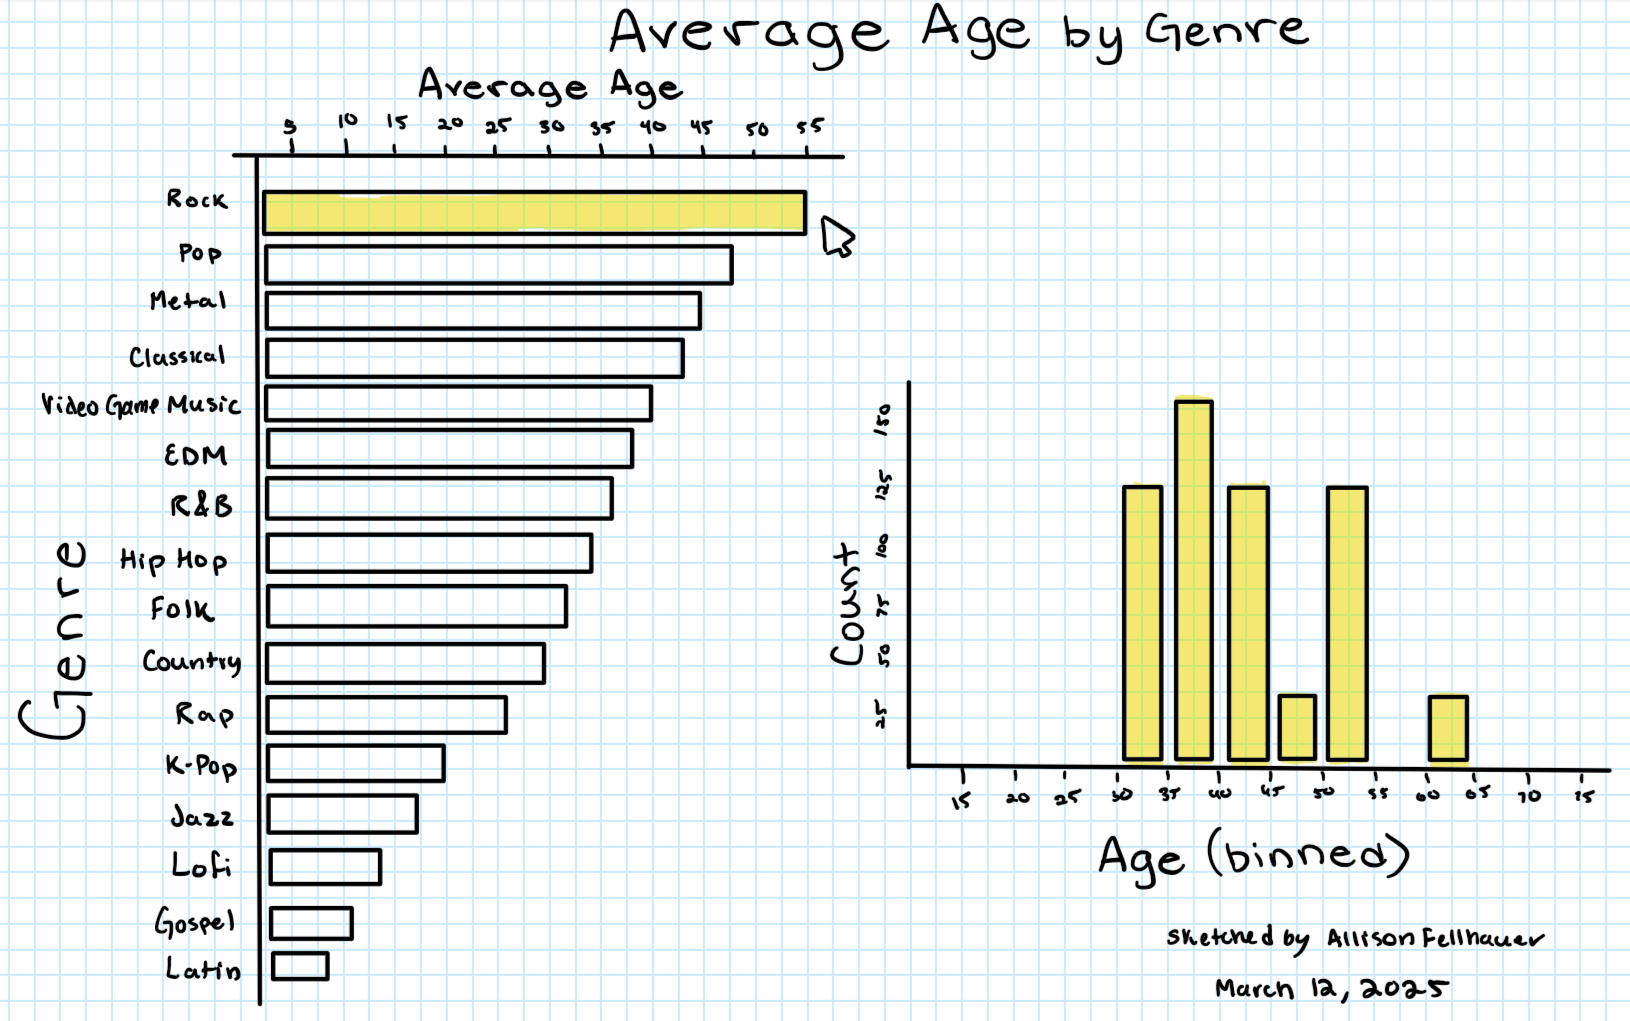 Average Age by Genre
Average Age
5 10 15 20 25 30 35 40 45 50 55
Rock
Pop
Metal
Classical
Video Game Music
EDM
R&B
Hip Hop
Folk
Country
Rap
K-Pop
Jazz
Lofi
Gospel
Latin
Genre
150
125
100
75
50
25
Count
15 20 25 30 35 40 45 50 55 60 65 70 75
Age (binned)
Sketched by Allison Fellhauer
March 12, 2025